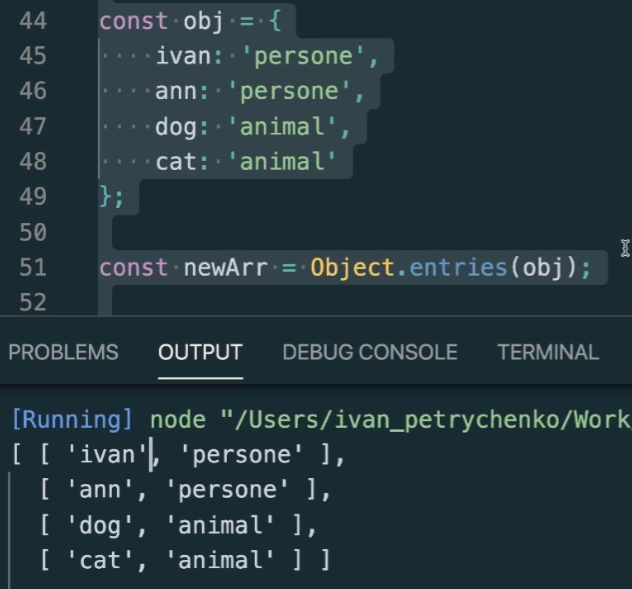 44 const obj = {
45 ivan: 'persone',
46 ann: 'persone',
47 dog: 'animal',
48 cat: 'animal'
49 };
50
51 const newArr = Object.entries(obj);
52
PROBLEMS OUTPUT DEBUG CONSOLE TERMINAL
[Running] node "/Users/ivan_petrychenko/Work
[ [ 'ivan', 'persone' ],
[ 'ann', 'persone' ],
[ 'dog', 'animal' ],
[ 'cat', 'animal' ] ]